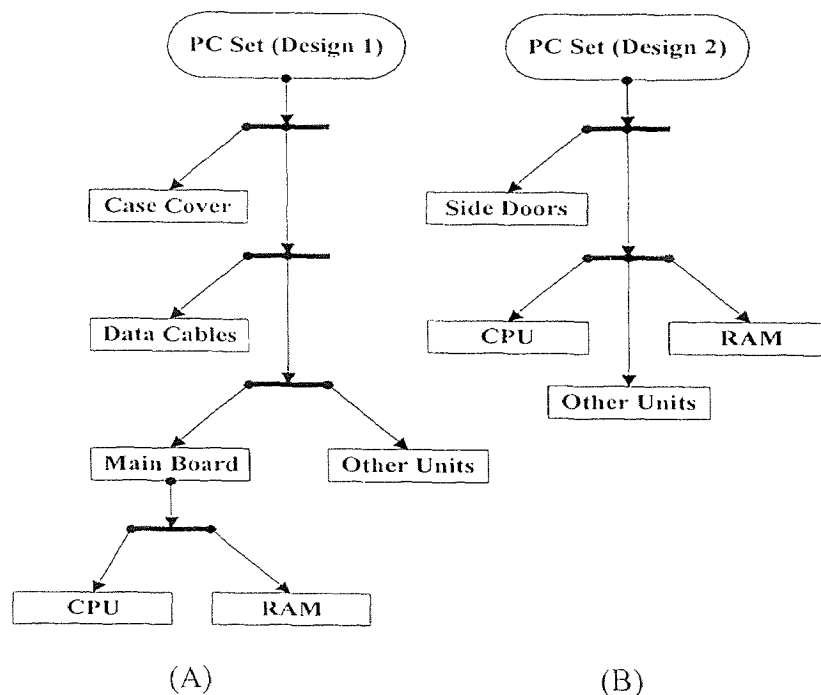 PC Set (Design 1)
Case Cover
Data Cables
Main Board
Other Units
CPU
RAM
(A)
PC Set (Design 2)
Side Doors
CPU
RAM
Other Units
(B)